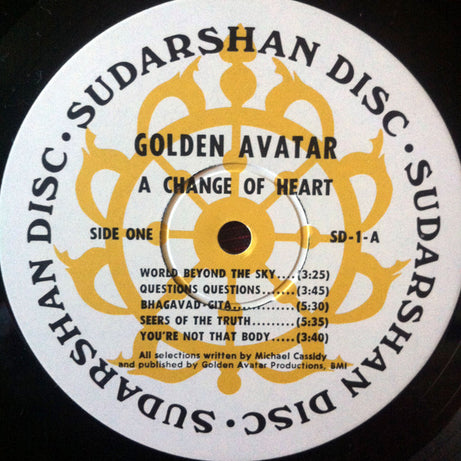 SUDARSHAN DISC • SUDARSHAN DISC • SUDARSHAN DISC •
GOLDEN AVATAR
A CHANGE OF HEART
SIDE ONE
SD-1-A
WORLD BEYOND THE SKY....(3:25)
QUESTIONS QUESTIONS.......(3:45)
BHAGAVAD-GITA.............(5:30)
SEERS OF THE TRUTH.........(5:35)
YOU'RE NOT THAT BODY.....(3:40)
All selections written by Michael Cassidy
and published by Golden Avatar Productions, BMI